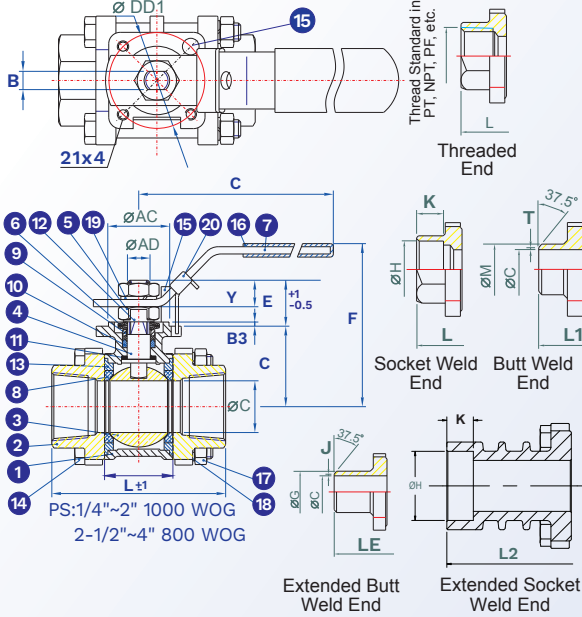 Ø DD.1
15
B
21x4
Thread Standard in
PT, NPT, PF, etc.
L
Threaded
End
C
6
12
5
19
ØAC
15
20
16
7
9
ØAD
10
4
11
13
8
3
2
1
14
Y
E
+1
-0.5
B3
C
F
ØC
L ±1
17
18
PS:1/4"~2" 1000 WOG
2-1/2"~4" 800 WOG
K
ØH
L
Socket Weld
End
37.5°
T
ØM
ØC
L1
Butt Weld
End
37.5°
J
ØG
ØC
LE
Extended Butt
Weld End
K
ØH
L2
Extended Socket
Weld End